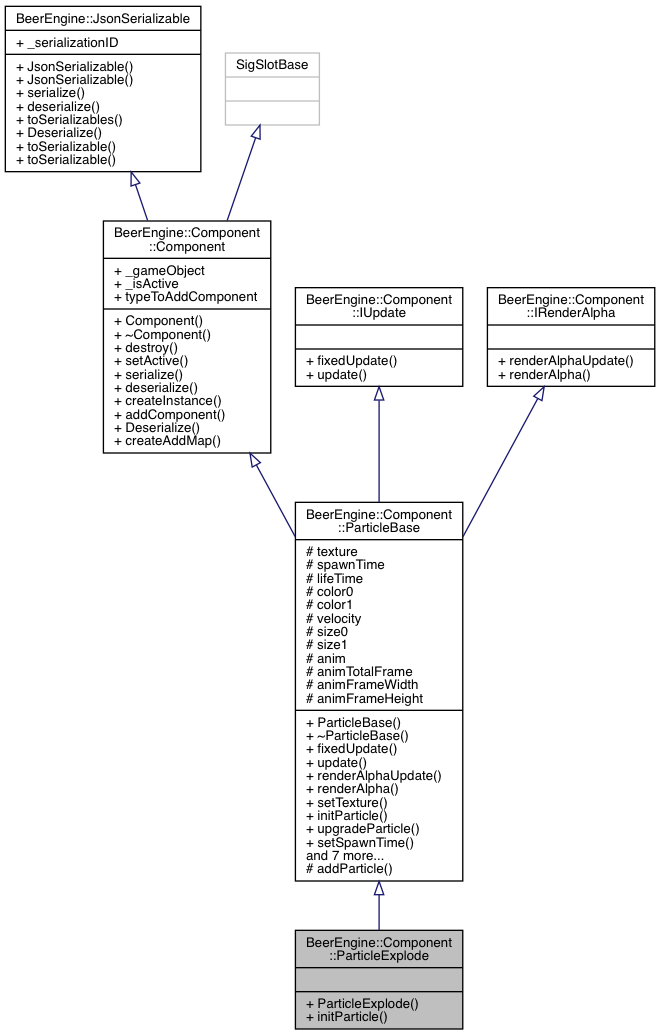 BeerEngine::JsonSerializable
+ _serializationID
+ JsonSerializable()
+ JsonSerializable()
+ serialize()
+ deserialize()
+ toSerializables()
+ Deserialize()
+ toSerializable()
+ toSerializable()
SigSlotBase
BeerEngine::Component
::Component
+ _gameObject
+ _isActive
+ typeToAddComponent
+ Component()
+ ~Component()
+ destroy()
+ setActive()
+ serialize()
+ deserialize()
+ createInstance()
+ addComponent()
+ Deserialize()
+ createAddMap()
BeerEngine::Component
::IUpdate
+ fixedUpdate()
+ update()
BeerEngine::Component
::IRenderAlpha
+ renderAlphaUpdate()
+ renderAlpha()
BeerEngine::Component
::ParticleBase
# texture
# spawnTime
# lifeTime
# color0
# color1
# velocity
# size0
# size1
# anim
# animTotalFrame
# animFrameWidth
# animFrameHeight
+ ParticleBase()
+ ~ParticleBase()
+ fixedUpdate()
+ update()
+ renderAlphaUpdate()
+ renderAlpha()
+ setTexture()
+ initParticle()
+ upgradeParticle()
+ setSpawnTime()
and 7 more...
# addParticle()
BeerEngine::Component
::ParticleExplode
+ ParticleExplode()
+ initParticle()